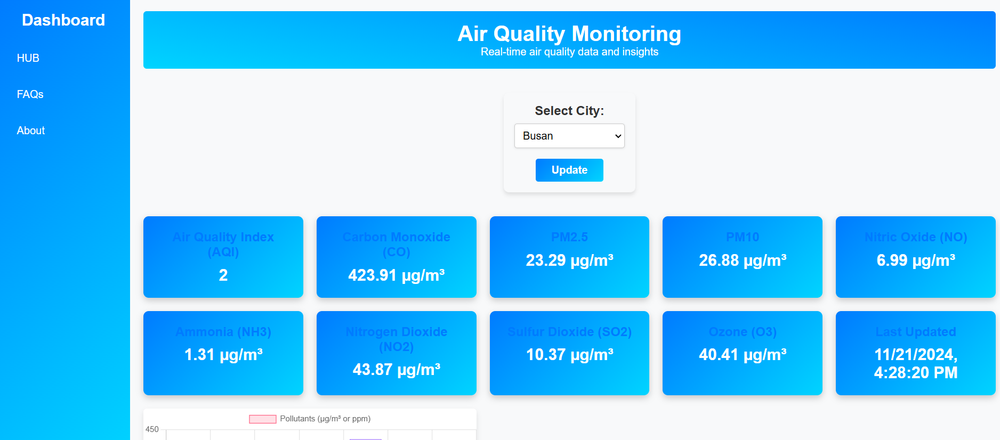 Dashboard
HUB
FAQs
About
Air Quality Monitoring
Real-time air quality data and insights
Select City:
Busan
Update
Air Quality Index
(AQI)
2
Carbon Monoxide
(CO)
423.91 µg/m³
PM2.5
23.29 µg/m³
PM10
26.88 µg/m³
Nitric Oxide (NO)
6.99 µg/m³
Ammonia (NH3)
1.31 µg/m³
Nitrogen Dioxide
(NO2)
43.87 µg/m³
Sulfur Dioxide (SO2)
10.37 µg/m³
Ozone (O3)
40.41 µg/m³
Last Updated
11/21/2024,
4:28:20 PM
Pollutants (µg/m³ or ppm)
450